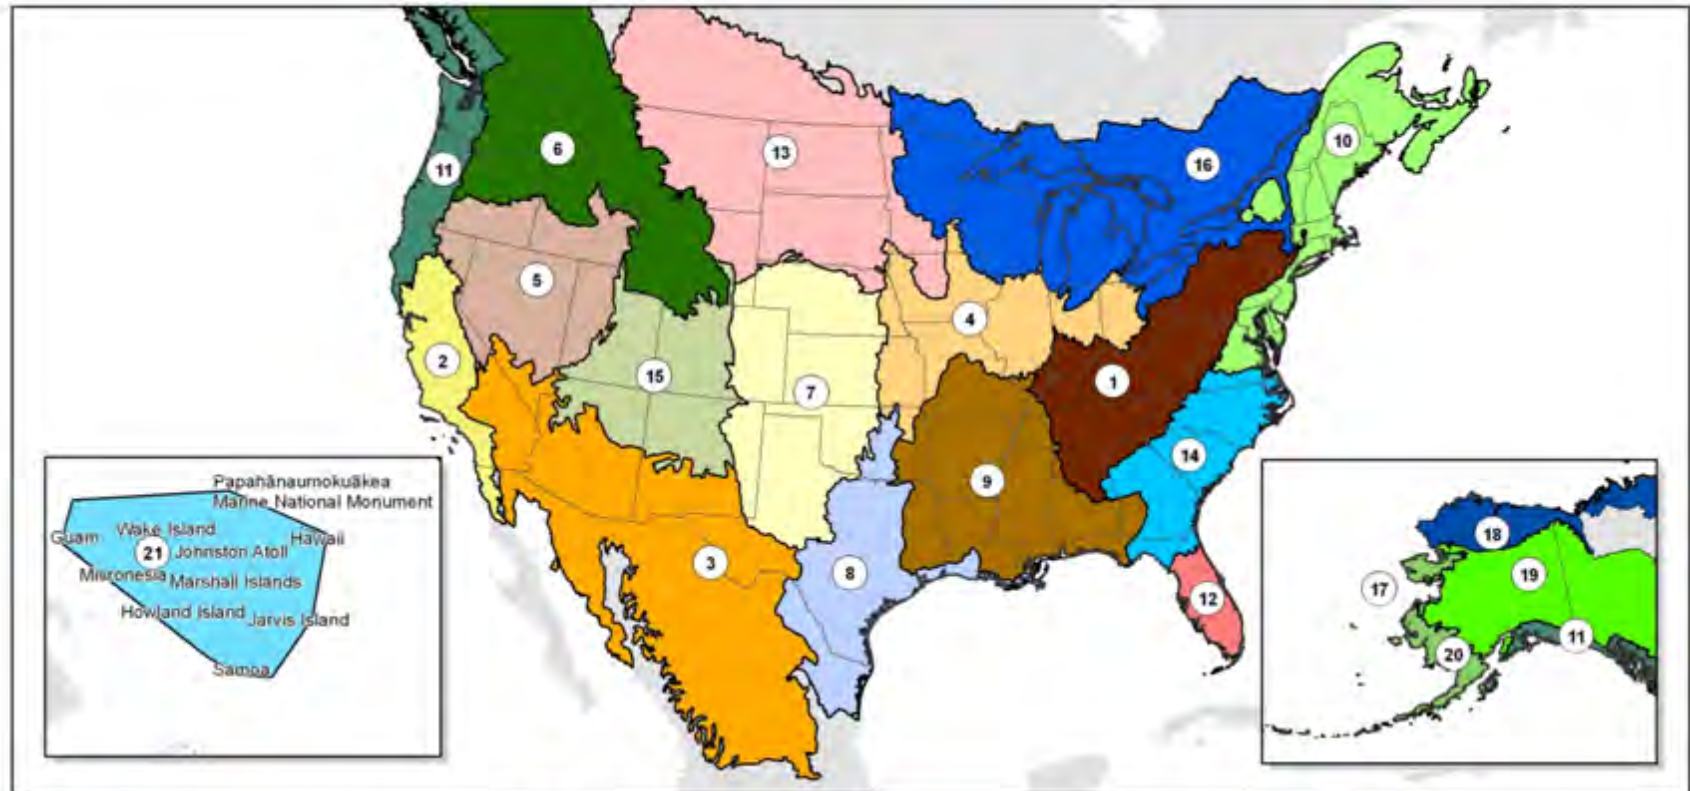 6
13
11
10
16
5
4
2
15
7
1
14
9
3
8
12
Papahānaumokuākea
Marine National Monument
Guam
Wake Island
Hawaii
21
Johnston Atoll
Micronesia
Marshall Islands
Howland Island
Jarvis Island
Samoa
18
17
19
20
11